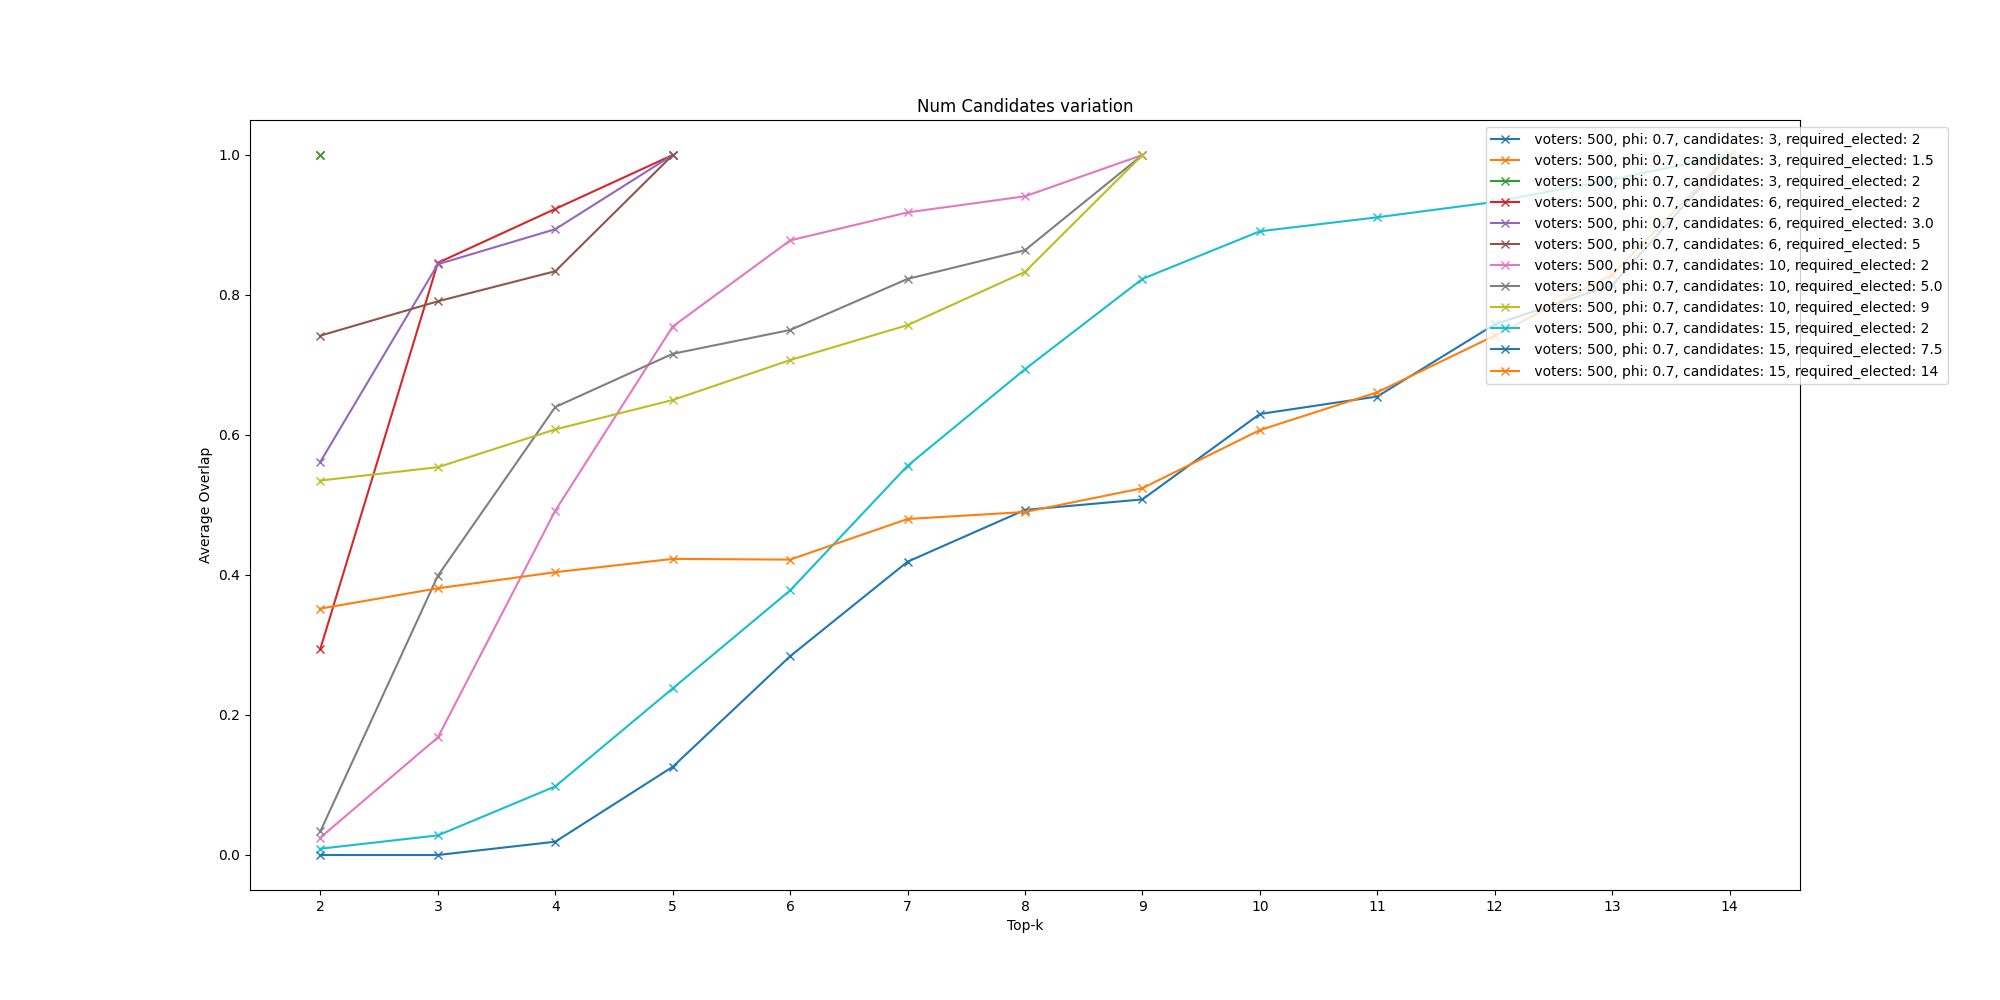 Num Candidates variation
voters: 500, phi: 0.7, candidates: 3, required_elected: 2
voters: 500, phi: 0.7, candidates: 3, required_elected: 1.5
voters: 500, phi: 0.7, candidates: 3, required_elected: 2
voters: 500, phi: 0.7, candidates: 6, required_elected: 2
voters: 500, phi: 0.7, candidates: 6, required_elected: 3.0
voters: 500, phi: 0.7, candidates: 6, required_elected: 5
voters: 500, phi: 0.7, candidates: 10, required_elected: 2
voters: 500, phi: 0.7, candidates: 10, required_elected: 5.0
voters: 500, phi: 0.7, candidates: 10, required_elected: 9
voters: 500, phi: 0.7, candidates: 15, required_elected: 2
voters: 500, phi: 0.7, candidates: 15, required_elected: 7.5
voters: 500, phi: 0.7, candidates: 15, required_elected: 14
1.0
0.8
0.6
0.4
0.2
0.0
Average Overlap
2 3 4 5 6 7 8 9 10 11 12 13 14
Top-k